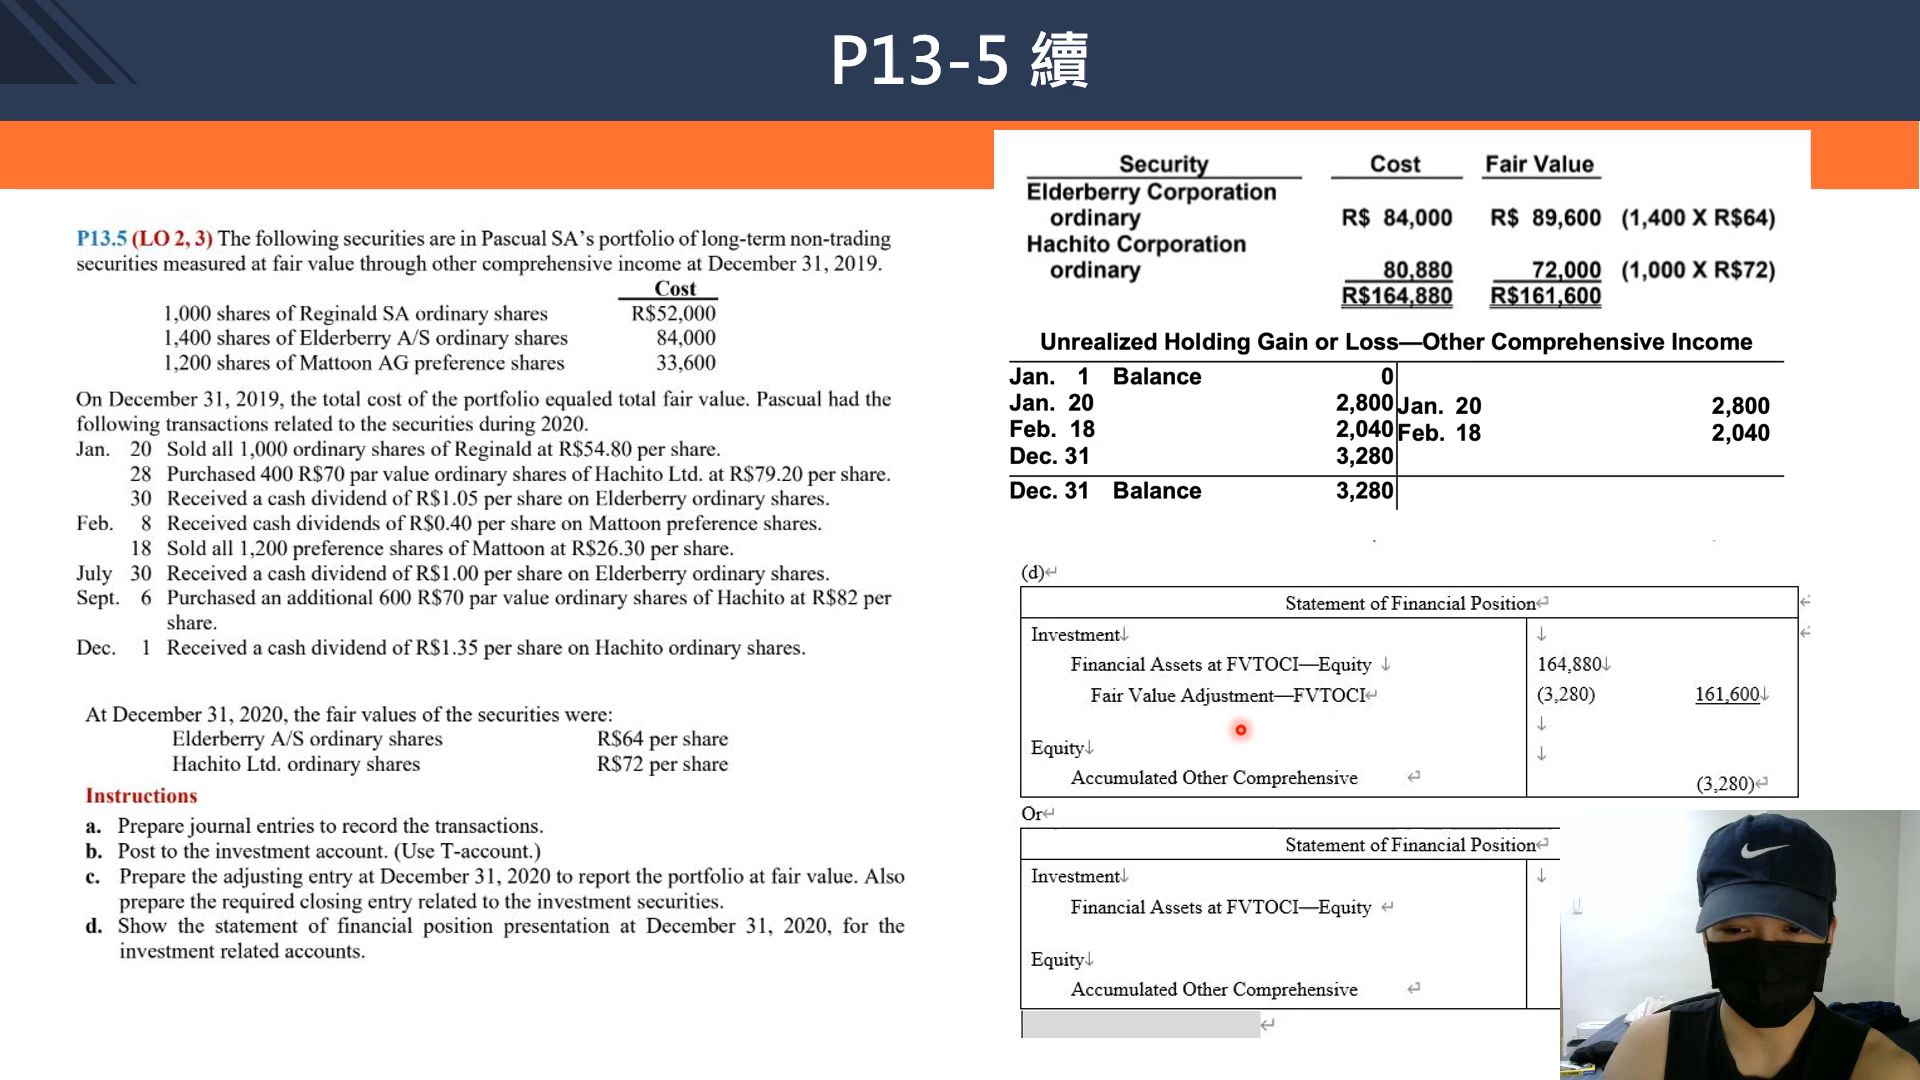 P13-5 續
P13.5 (LO 2, 3) The following securities are in Pascual SA’s portfolio of long-term non-trading
securities measured at fair value through other comprehensive income at December 31, 2019.
Cost
1,000 shares of Reginald SA ordinary shares R$52,000
1,400 shares of Elderberry A/S ordinary shares 84,000
1,200 shares of Mattoon AG preference shares 33,600
On December 31, 2019, the total cost of the portfolio equaled total fair value. Pascual had the
following transactions related to the securities during 2020.
Jan. 20 Sold all 1,000 ordinary shares of Reginald at R$54.80 per share.
28 Purchased 400 R$70 par value ordinary shares of Hachito Ltd. at R$79.20 per share.
30 Received a cash dividend of R$1.05 per share on Elderberry ordinary shares.
Feb. 8 Received cash dividends of R$0.40 per share on Mattoon preference shares.
18 Sold all 1,200 preference shares of Mattoon at R$26.30 per share.
July 30 Received a cash dividend of R$1.00 per share on Elderberry ordinary shares.
Sept. 6 Purchased an additional 600 R$70 par value ordinary shares of Hachito at R$82 per
share.
Dec. 1 Received a cash dividend of R$1.35 per share on Hachito ordinary shares.
At December 31, 2020, the fair values of the securities were:
Elderberry A/S ordinary shares R$64 per share
Hachito Ltd. ordinary shares R$72 per share
Instructions
a. Prepare journal entries to record the transactions.
b. Post to the investment account. (Use T-account.)
c. Prepare the adjusting entry at December 31, 2020 to report the portfolio at fair value. Also
prepare the required closing entry related to the investment securities.
d. Show the statement of financial position presentation at December 31, 2020, for the
investment related accounts.
Security Cost Fair Value
Elderberry Corporation
ordinary R$ 84,000 R$ 89,600 (1,400 X R$64)
Hachito Corporation
ordinary 80,880 72,000 (1,000 X R$72)
R$164,880 R$161,600
Unrealized Holding Gain or Loss—Other Comprehensive Income
Jan. 1 Balance 0
Jan. 20 2,800 Jan. 20 2,800
Feb. 18 2,040 Feb. 18 2,040
Dec. 31 3,280
Dec. 31 Balance 3,280
(d)↵
Statement of Financial Position↵
Investment↓ ↓
Financial Assets at FVTOCI—Equity ↓ 164,880↓
Fair Value Adjustment—FVTOCI↵ (3,280) 161,600↓
↓
Equity↓ ↓
Accumulated Other Comprehensive ↵ (3,280)↵
Or↵
Statement of Financial Position↵
Investment↓ ↓
Financial Assets at FVTOCI—Equity ↵
Equity↓
Accumulated Other Comprehensive ↵